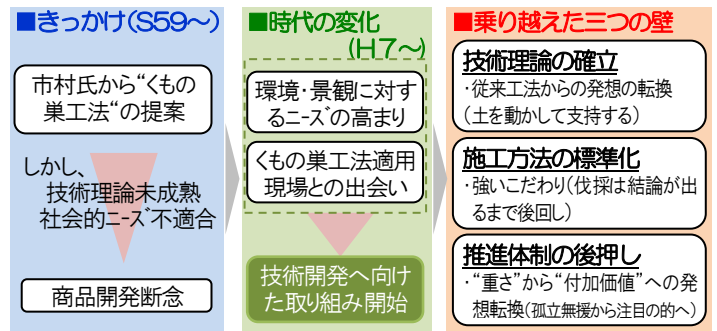 ■きっかけ(S59～)
市村氏から“くもの
巣工法“の提案
しかし、
技術理論未成熟
社会的ﾆｰｽﾞ不適合
商品開発断念
■時代の変化
(H7～)
環境・景観に対す
るﾆｰｽﾞの高まり
くもの巣工法適用
現場との出会い
技術開発へ向け
た取り組み開始
■乗り越えた三つの壁
技術理論の確立
・従来工法からの発想の転換
(土を動かして支持する)
施工方法の標準化
・強いこだわり(伐採は結論が出
るまで後回し)
推進体制の後押し
・“重さ”から“付加価値”への発
想転換(孤立無援から注目の的へ)